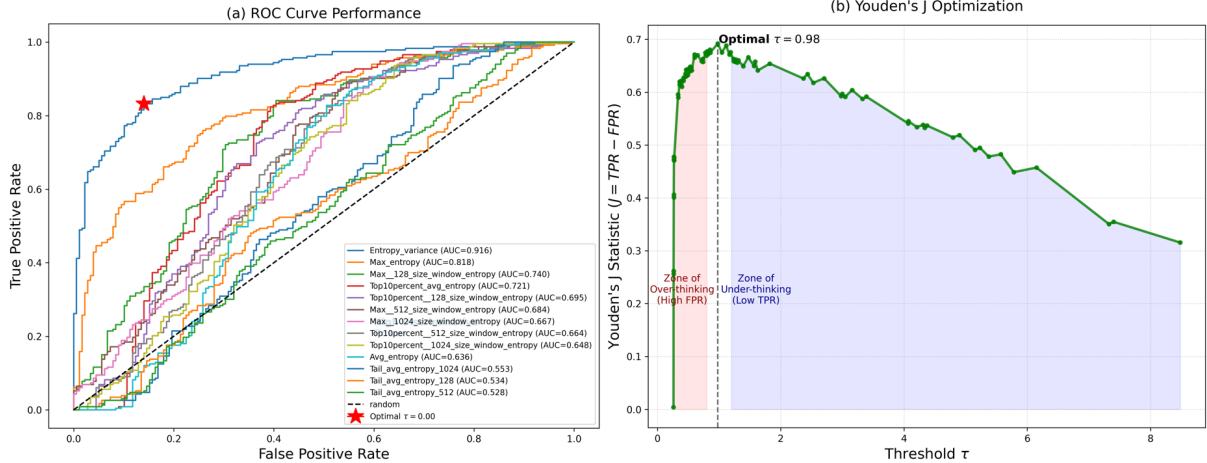 (a) ROC Curve Performance
1.0
0.8
0.6
0.4
0.2
0.0
True Positive Rate
0.0
0.2
0.4
0.6
0.8
1.0
False Positive Rate
Entropy_variance (AUC=0.916)
Max_entropy (AUC=0.818)
Max__128_size_window_entropy (AUC=0.740)
Top10percent_avg_entropy (AUC=0.721)
Top10percent__128_size_window_entropy (AUC=0.695)
Max__512_size_window_entropy (AUC=0.684)
Max__1024_size_window_entropy (AUC=0.667)
Top10percent__512_size_window_entropy (AUC=0.664)
Top10percent__1024_size_window_entropy (AUC=0.648)
Avg_entropy (AUC=0.636)
Tail_avg_entropy_1024 (AUC=0.553)
Tail_avg_entropy_128 (AUC=0.534)
Tail_avg_entropy_512 (AUC=0.528)
random
Optimal τ = 0.00
(b) Youden's J Optimization
0.7
0.6
0.5
0.4
0.3
0.2
0.1
0.0
Youden's J Statistic (J = TPR − FPR)
Optimal τ = 0.98
Zone of
Over-thinking
(High FPR)
Zone of
Under-thinking
(Low TPR)
0
2
4
6
8
Threshold τ